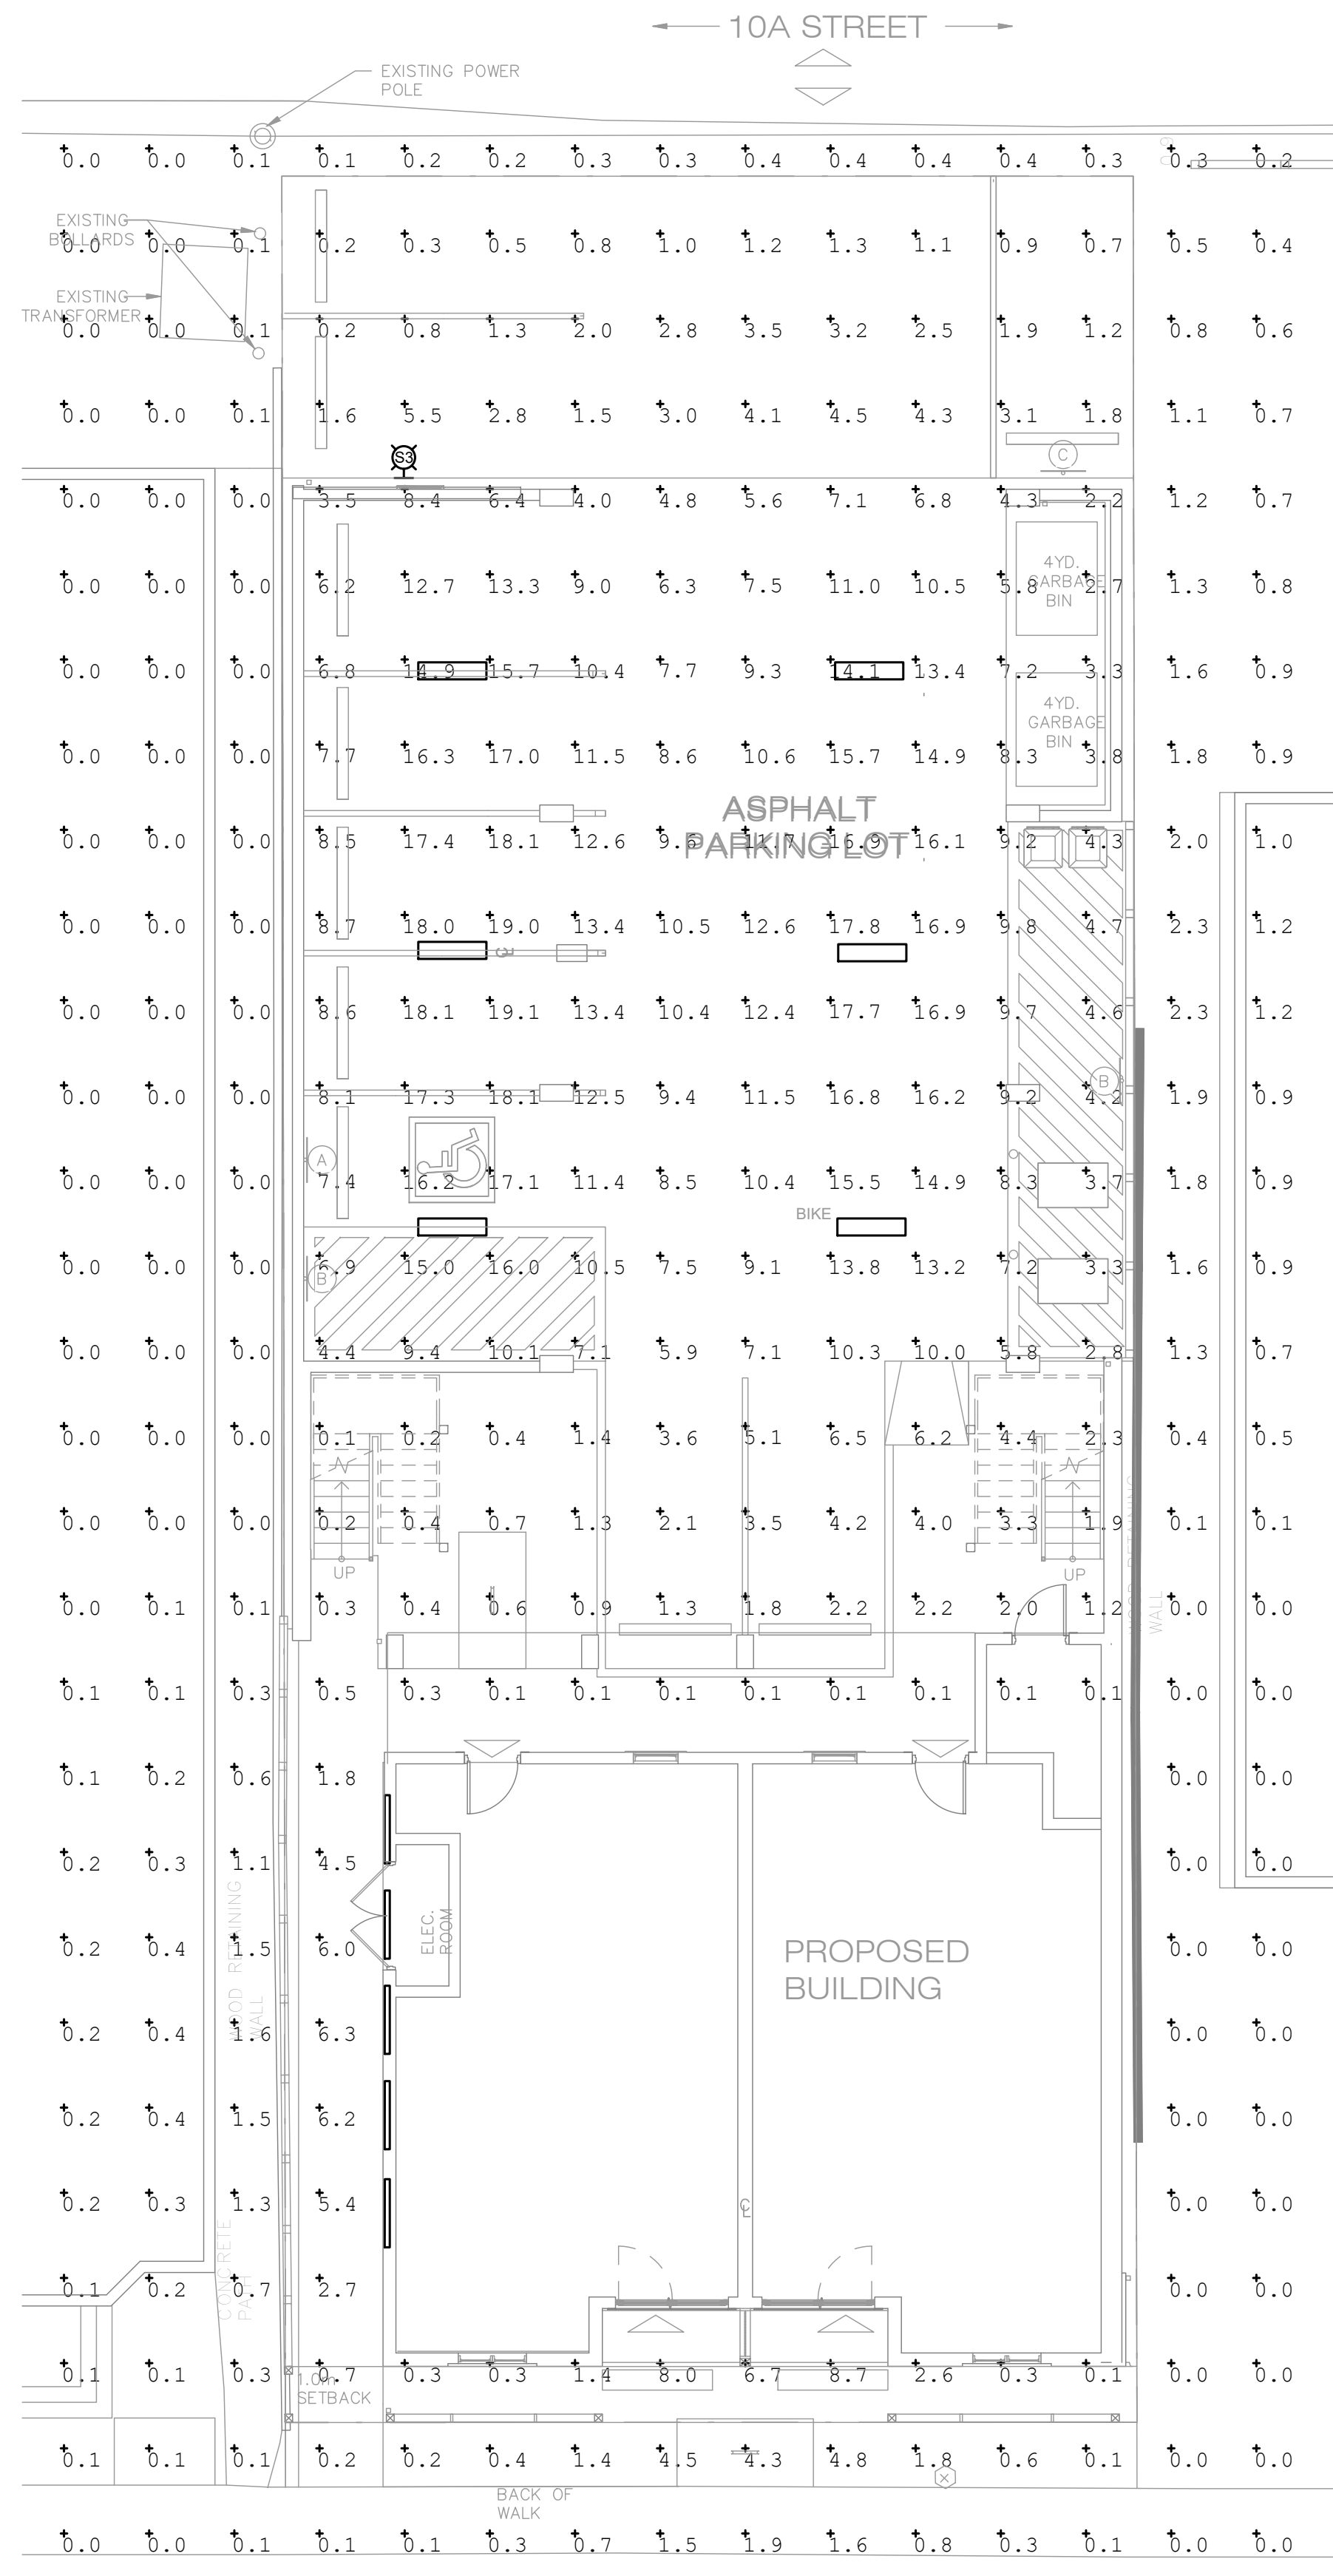 10A STREET
EXISTING POWER
POLE
0.0 0.0 0.1 0.1 0.2 0.2 0.3 0.3 0.4 0.4 0.4 0.4 0.3 0.3 0.2
EXISTING
BOLLARDS
0.0 0.0 0.1 0.2 0.3 0.5 0.8 1.0 1.2 1.3 1.1 0.9 0.7 0.5 0.4
EXISTING
TRANSFORMER
0.0 0.0 0.1 0.2 0.8 1.3 2.0 2.8 3.5 3.2 2.5 1.9 1.2 0.8 0.6
0.0 0.0 0.1 1.6 5.5 2.8 1.5 3.0 4.1 4.5 4.3 3.1 1.8 1.1 0.7
S3
C
0.0 0.0 0.0 3.5 8.4 6.4 4.0 4.8 5.6 7.1 6.8 4.3 2.2 1.2 0.7
4YD.
GARBAGE
BIN
0.0 0.0 0.0 6.2 12.7 13.3 9.0 6.3 7.5 11.0 10.5 5.8 2.7 1.3 0.8
0.0 0.0 0.0 6.8 14.9 15.7 10.4 7.7 9.3 14.1 13.4 7.2 3.3 1.6 0.9
4YD.
GARBAGE
BIN
0.0 0.0 0.0 7.7 16.3 17.0 11.5 8.6 10.6 15.7 14.9 8.3 3.8 1.8 0.9
ASPHALT
PARKING LOT
0.0 0.0 0.0 8.5 17.4 18.1 12.6 9.6 11.7 16.9 16.1 9.2 4.3 2.0 1.0
0.0 0.0 0.0 8.7 18.0 19.0 13.4 10.5 12.6 17.8 16.9 9.8 4.7 2.3 1.2
0.0 0.0 0.0 8.6 18.1 19.1 13.4 10.4 12.4 17.7 16.9 9.7 4.6 2.3 1.2
B
0.0 0.0 0.0 8.1 17.3 18.1 12.5 9.4 11.5 16.8 16.2 9.2 4.2 1.9 0.9
A
0.0 0.0 0.0 7.4 16.2 17.1 11.4 8.5 10.4 15.5 14.9 8.3 3.7 1.8 0.9
BIKE
0.0 0.0 0.0 6.9 15.0 16.0 10.5 7.5 9.1 13.8 13.2 7.2 3.3 1.6 0.9
B
0.0 0.0 0.0 4.4 9.4 10.1 7.1 5.9 7.1 10.3 10.0 5.8 2.8 1.3 0.7
0.0 0.0 0.0 0.1 0.2 0.4 1.4 3.6 5.1 6.5 6.2 4.4 2.3 0.4 0.5
0.0 0.0 0.0 0.2 0.4 0.7 1.3 2.1 3.5 4.2 4.0 3.3 1.9 0.1 0.1
UP
UP
WOOD RETAINING
WALL
0.0 0.1 0.1 0.3 0.4 0.6 0.9 1.3 1.8 2.2 2.2 2.0 1.2 0.0 0.0
0.1 0.1 0.3 0.5 0.3 0.1 0.1 0.1 0.1 0.1 0.1 0.1 0.1 0.0 0.0
0.1 0.2 0.6 1.8 0.0 0.0
0.2 0.3 1.1 4.5 0.0 0.0
ELEC.
ROOM
PROPOSED
BUILDING
0.2 0.4 1.5 6.0 0.0 0.0
WOOD RETAINING
WALL
0.2 0.4 1.6 6.3 0.0 0.0
0.2 0.4 1.5 6.2 0.0 0.0
0.2 0.3 1.3 5.4 0.0 0.0
CONCRETE
PATH
0.1 0.2 0.7 2.7 0.0 0.0
0.1 0.1 0.3 0.7 0.3 0.3 1.4 8.0 6.7 8.7 2.6 0.3 0.1 0.0 0.0
1.0m
SETBACK
0.1 0.1 0.1 0.2 0.2 0.4 1.4 4.5 4.3 4.8 1.8 0.6 0.1 0.0 0.0
BACK OF
WALK
0.0 0.0 0.1 0.1 0.1 0.3 0.7 1.5 1.9 1.6 0.8 0.3 0.1 0.0 0.0